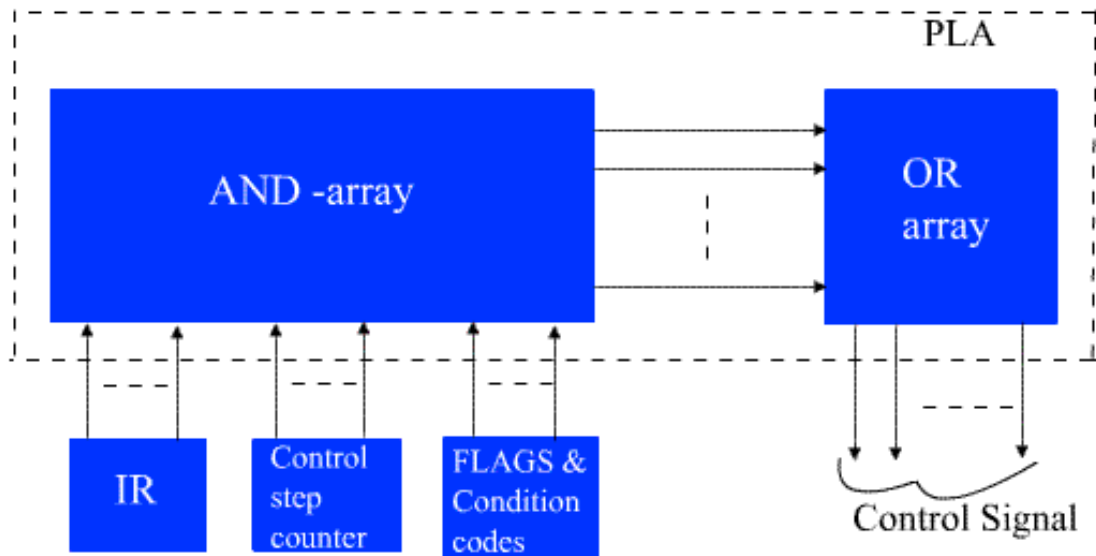 PLA
AND -array
OR
array
IR
Control
step
counter
FLAGS &
Condition
codes
Control Signal